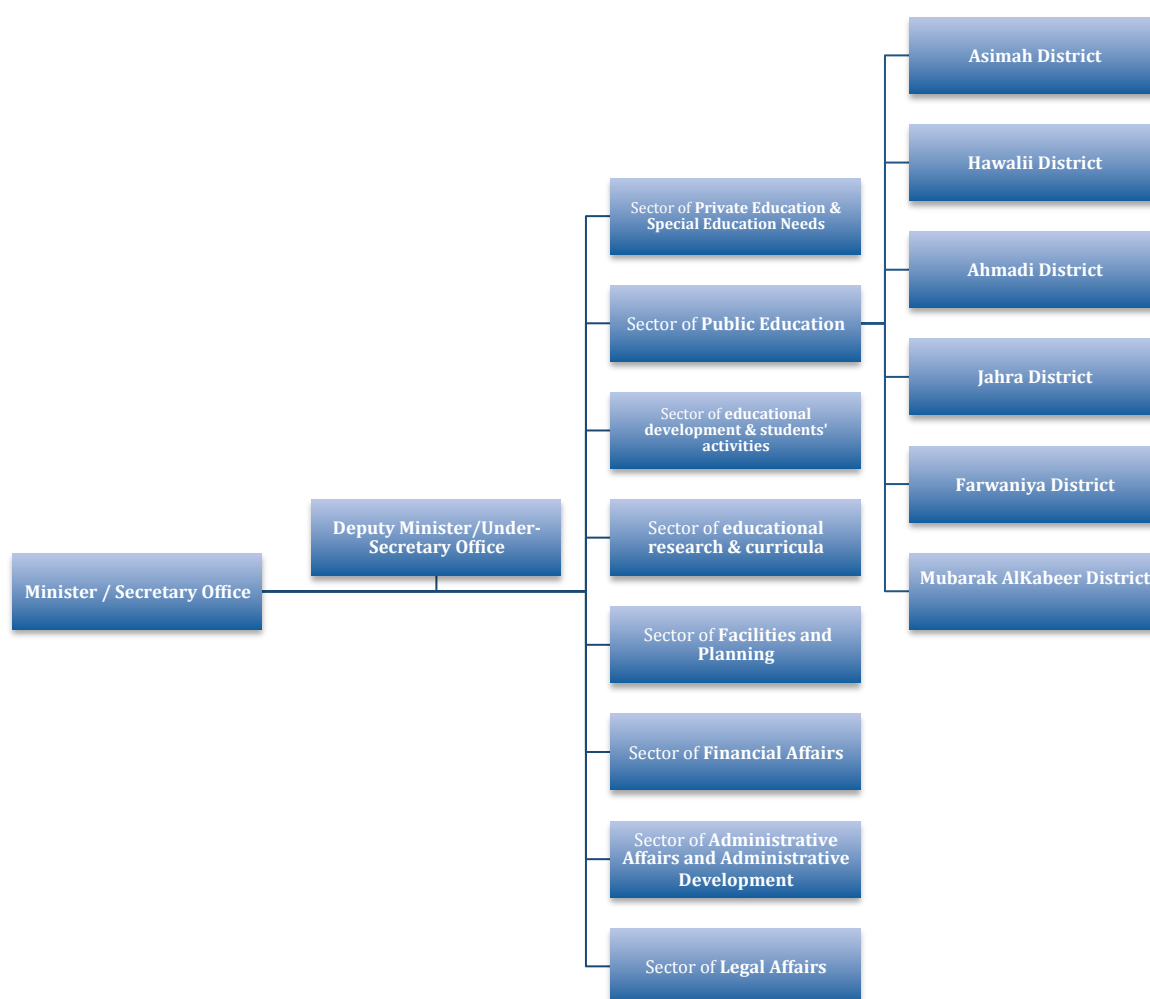 Minister / Secretary Office
Deputy Minister/Under-
Secretary Office
Sector of Private Education &
Special Education Needs
Sector of Public Education
Sector of educational
development & students'
activities
Sector of educational
research & curricula
Sector of Facilities and
Planning
Sector of Financial Affairs
Sector of Administrative
Affairs and Administrative
Development
Sector of Legal Affairs
Asimah District
Hawalii District
Ahmadi District
Jahra District
Farwaniya District
Mubarak AlKabeer District